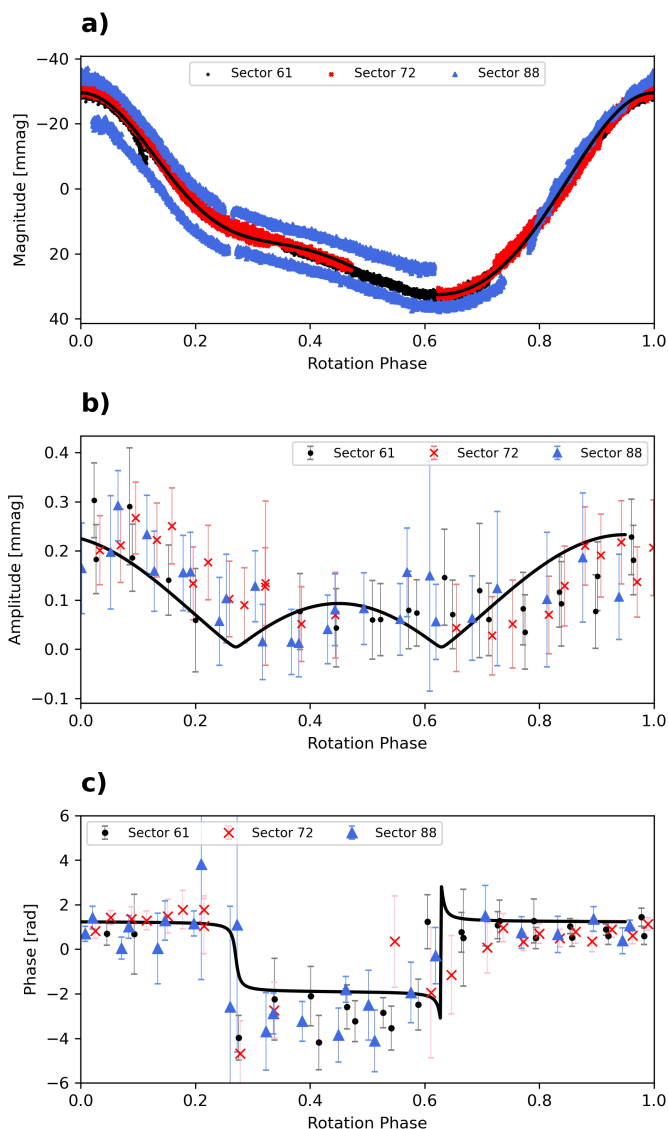 a)
Sector 61 Sector 72 Sector 88
Magnitude [mmag]
−40
−20
0
20
40
0.0 0.2 0.4 0.6 0.8 1.0
Rotation Phase
b)
Sector 61 Sector 72 Sector 88
Amplitude [mmag]
0.4
0.3
0.2
0.1
0.0
−0.1
0.0 0.2 0.4 0.6 0.8 1.0
Rotation Phase
c)
Sector 61 Sector 72 Sector 88
Phase [rad]
6
4
2
0
−2
−4
−6
0.0 0.2 0.4 0.6 0.8 1.0
Rotation Phase